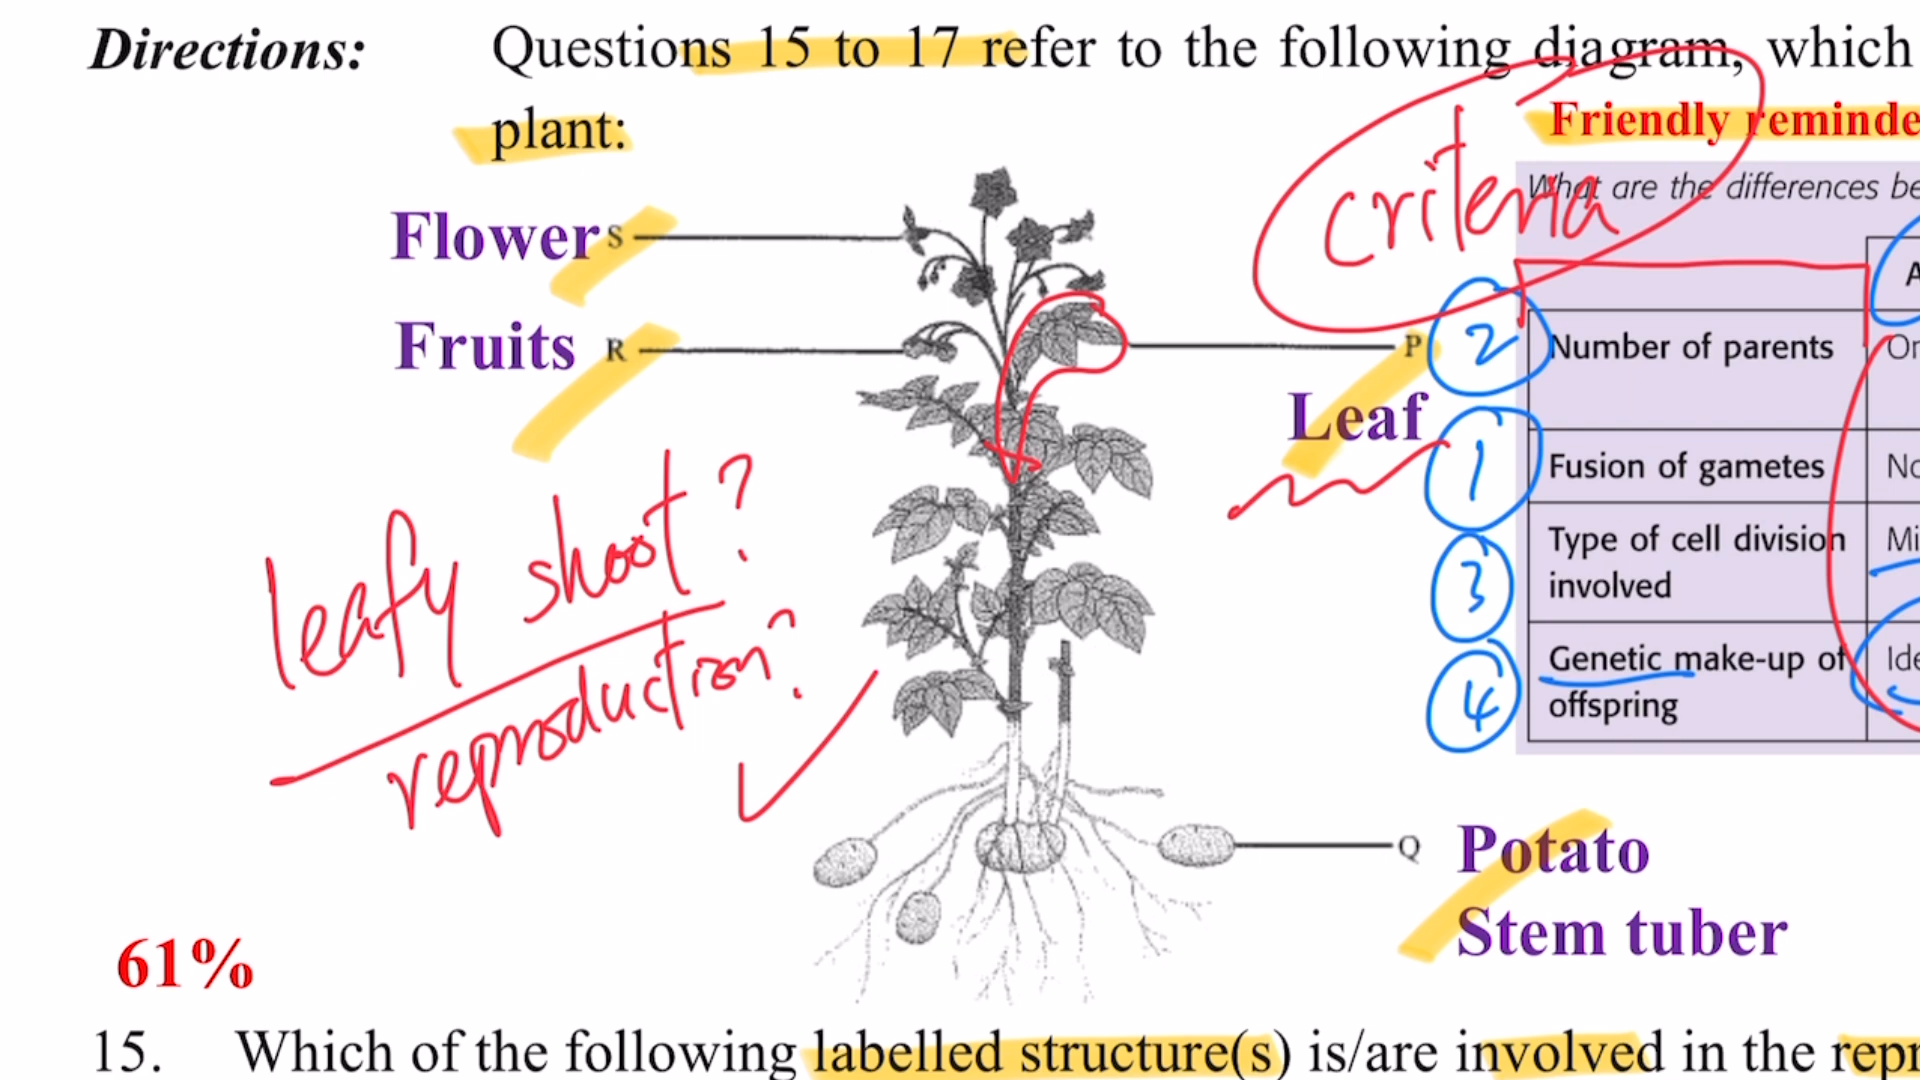 Directions: Questions 15 to 17 refer to the following diagram, which
plant:
Friendly reminde
criteria
What are the differences be
Flower S
A
Fruits R
P
2 Number of parents
Leaf
1 Fusion of gametes No
leafy shoot?
3 Type of cell division Mi
involved
reproduction?
4 Genetic make-up of Ide
offspring
Q Potato
Stem tuber
61%
15. Which of the following labelled structure(s) is/are involved in the repr